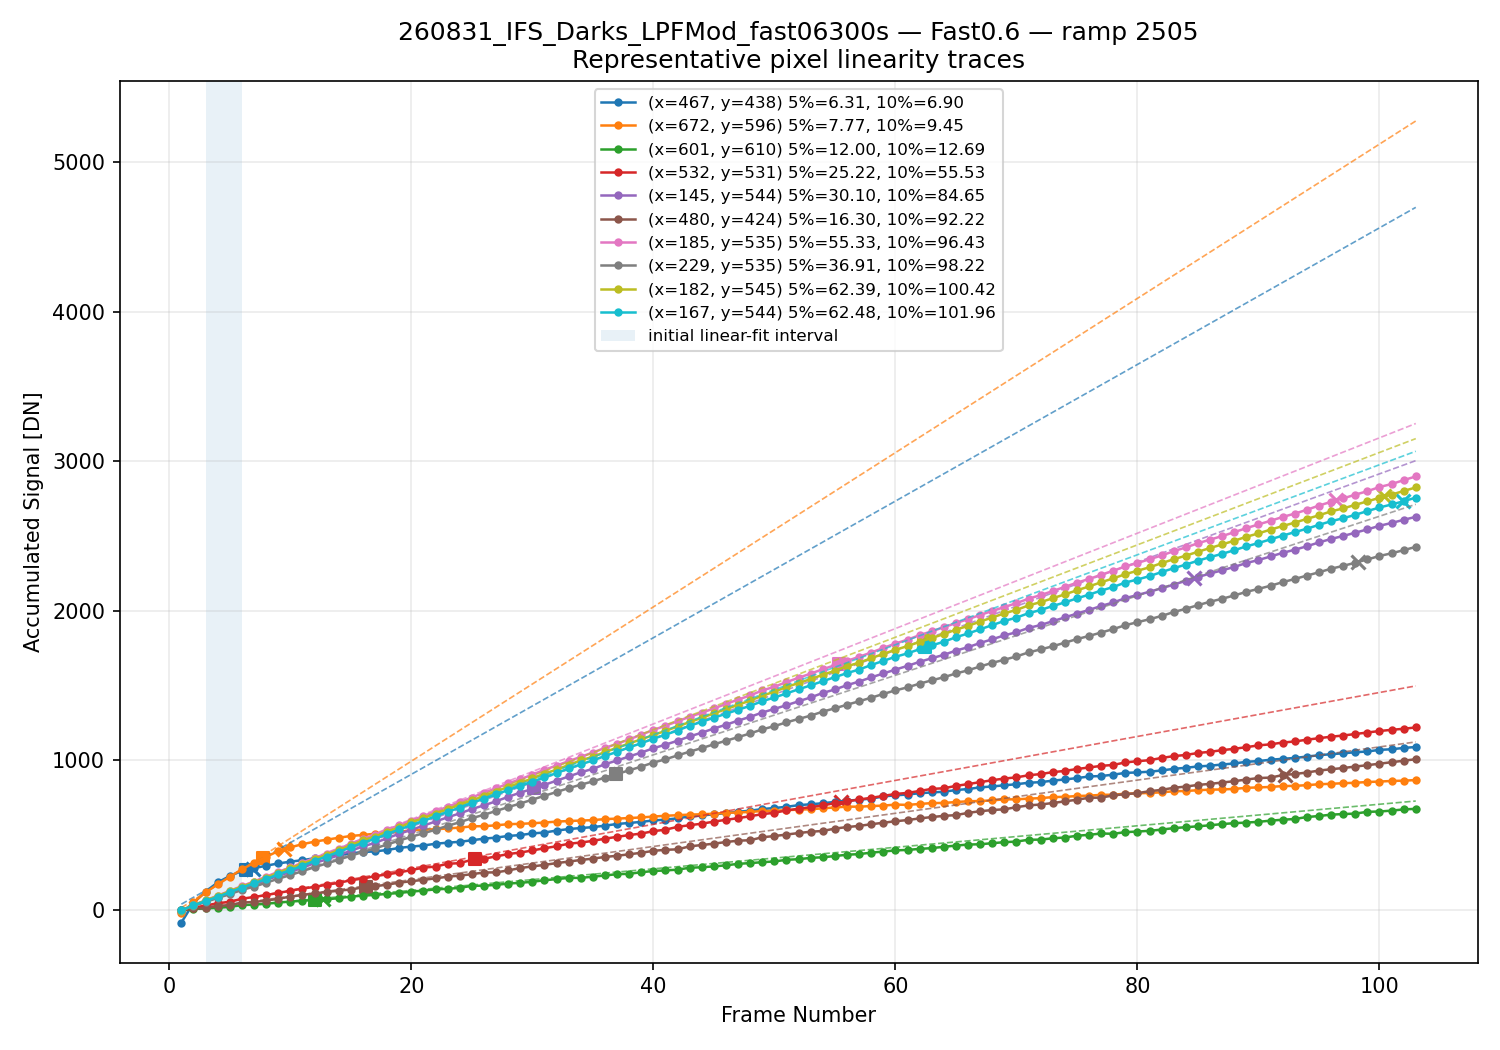 260831_IFS_Darks_LPFMod_fast06300s — Fast0.6 — ramp 2505
Representative pixel linearity traces
(x=467, y=438) 5%=6.31, 10%=6.90
(x=672, y=596) 5%=7.77, 10%=9.45
(x=601, y=610) 5%=12.00, 10%=12.69
(x=532, y=531) 5%=25.22, 10%=55.53
(x=145, y=544) 5%=30.10, 10%=84.65
(x=480, y=424) 5%=16.30, 10%=92.22
(x=185, y=535) 5%=55.33, 10%=96.43
(x=229, y=535) 5%=36.91, 10%=98.22
(x=182, y=545) 5%=62.39, 10%=100.42
(x=167, y=544) 5%=62.48, 10%=101.96
initial linear-fit interval
Accumulated Signal [DN]
5000
4000
3000
2000
1000
0
0 20 40 60 80 100
Frame Number